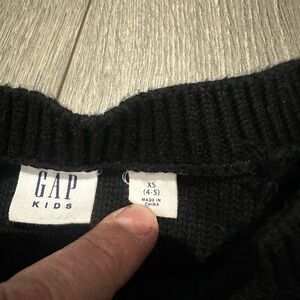 GAP
KIDS
XS
(4-5)
MADE IN
CHINA